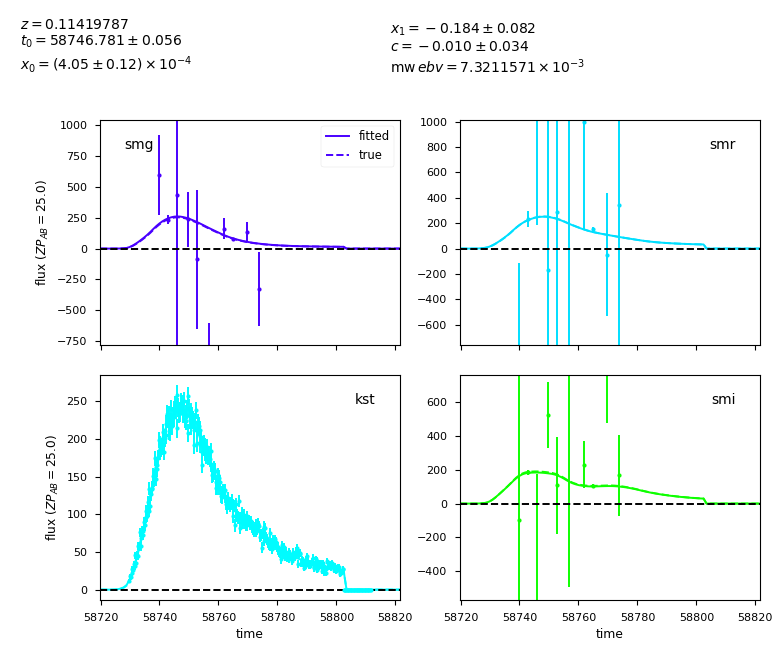 z = 0.11419787
t₀ = 58746.781 ± 0.056
x₀ = (4.05 ± 0.12) × 10⁻⁴
x₁ = −0.184 ± 0.082
c = −0.010 ± 0.034
mw ebv = 7.3211571 × 10⁻³
smg
fitted
true
1000
750
500
250
0
−250
−500
−750
flux (ZP_AB = 25.0)
smr
1000
800
600
400
200
0
−200
−400
−600
kst
250
200
150
100
50
0
flux (ZP_AB = 25.0)
58720 58740 58760 58780 58800 58820
time
smi
600
400
200
0
−200
−400
58720 58740 58760 58780 58800 58820
time